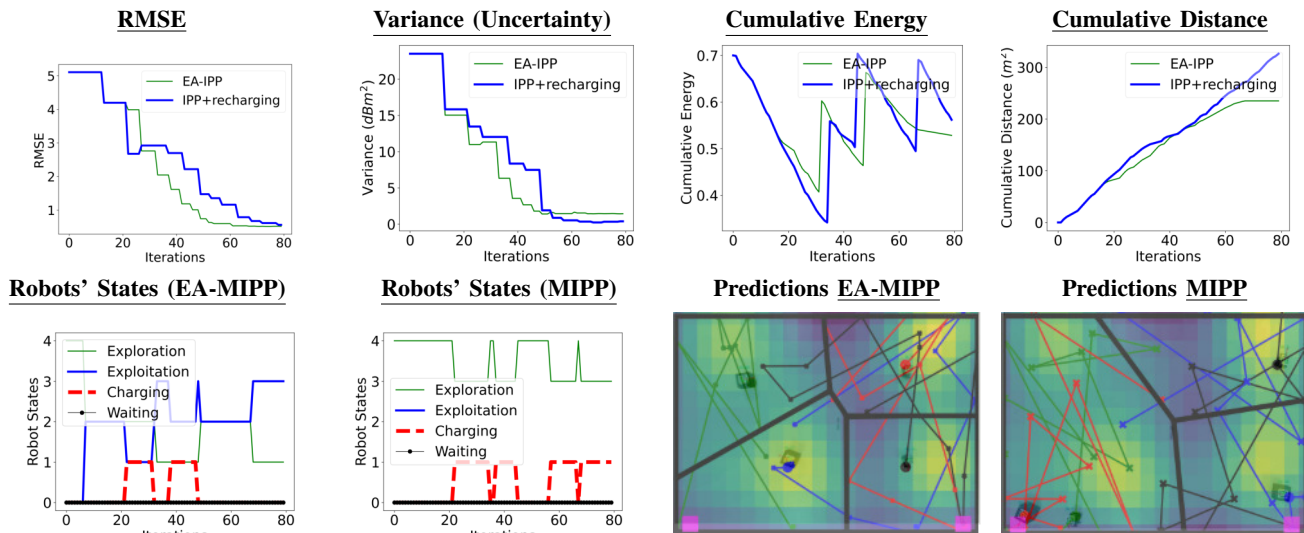 RMSE
Variance (Uncertainty)
Cumulative Energy
Cumulative Distance
5
4
3
2
1
RMSE
EA-IPP
IPP+recharging
0
20
40
60
80
Iterations
20
15
10
5
0
Variance (dBm²)
EA-IPP
IPP+recharging
0
20
40
60
80
Iterations
0.7
0.6
0.5
0.4
Cumulative Energy
EA-IPP
IPP+recharging
0
20
40
60
80
Iterations
300
200
100
0
Cumulative Distance (m²)
EA-IPP
IPP+recharging
0
20
40
60
80
Iterations
Robots' States (EA-MIPP)
Robots' States (MIPP)
Predictions EA-MIPP
Predictions MIPP
4
3
2
1
0
Robot States
Exploration
Exploitation
Charging
Waiting
0
20
40
60
80
Iterations
4
3
2
1
0
Robot States
Exploration
Exploitation
Charging
Waiting
0
20
40
60
80
Iterations